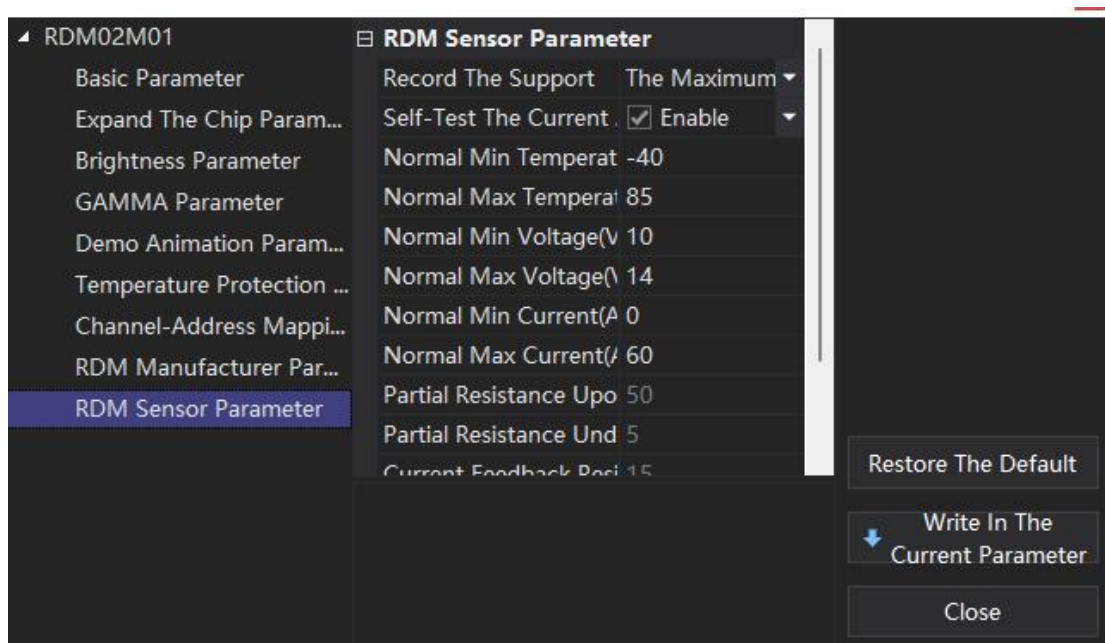 RDM02M01
Basic Parameter
Expand The Chip Param...
Brightness Parameter
GAMMA Parameter
Demo Animation Param...
Temperature Protection ...
Channel-Address Mappi...
RDM Manufacturer Par...
RDM Sensor Parameter
RDM Sensor Parameter
Record The Support The Maximum
Self-Test The Current . Enable
Normal Min Temperat -40
Normal Max Temperat 85
Normal Min Voltage(V 10
Normal Max Voltage(V 14
Normal Min Current(A 0
Normal Max Current(A 60
Partial Resistance Upo 50
Partial Resistance Und 5
Current Feedback Resi 15
Restore The Default
Write In The
Current Parameter
Close